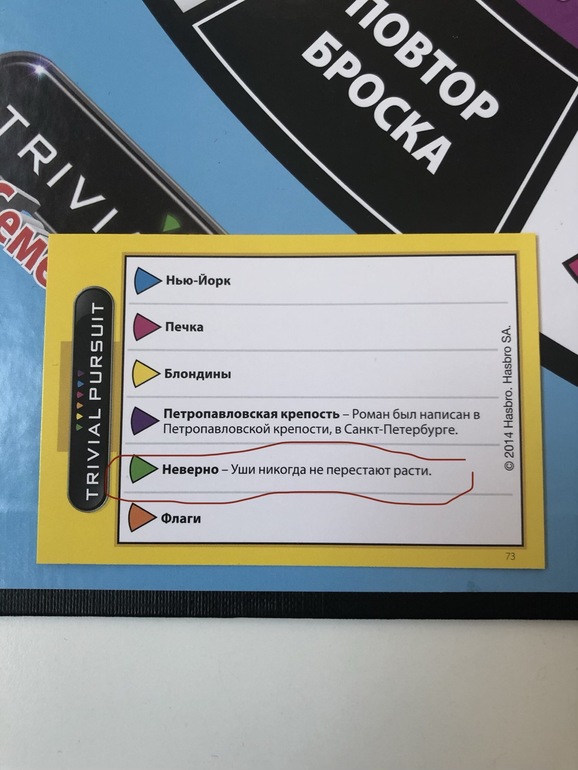 ПОВТОР
БРОСКА
TRIVI
Нью-Йорк
Печка
Блондины
Петропавловская крепость – Роман был написан в
Петропавловской крепости, в Санкт-Петербурге.
Неверно – Уши никогда не перестают расти.
Флаги
TRIVIAL PURSUIT
© 2014 Hasbro. Hasbro SA.
73